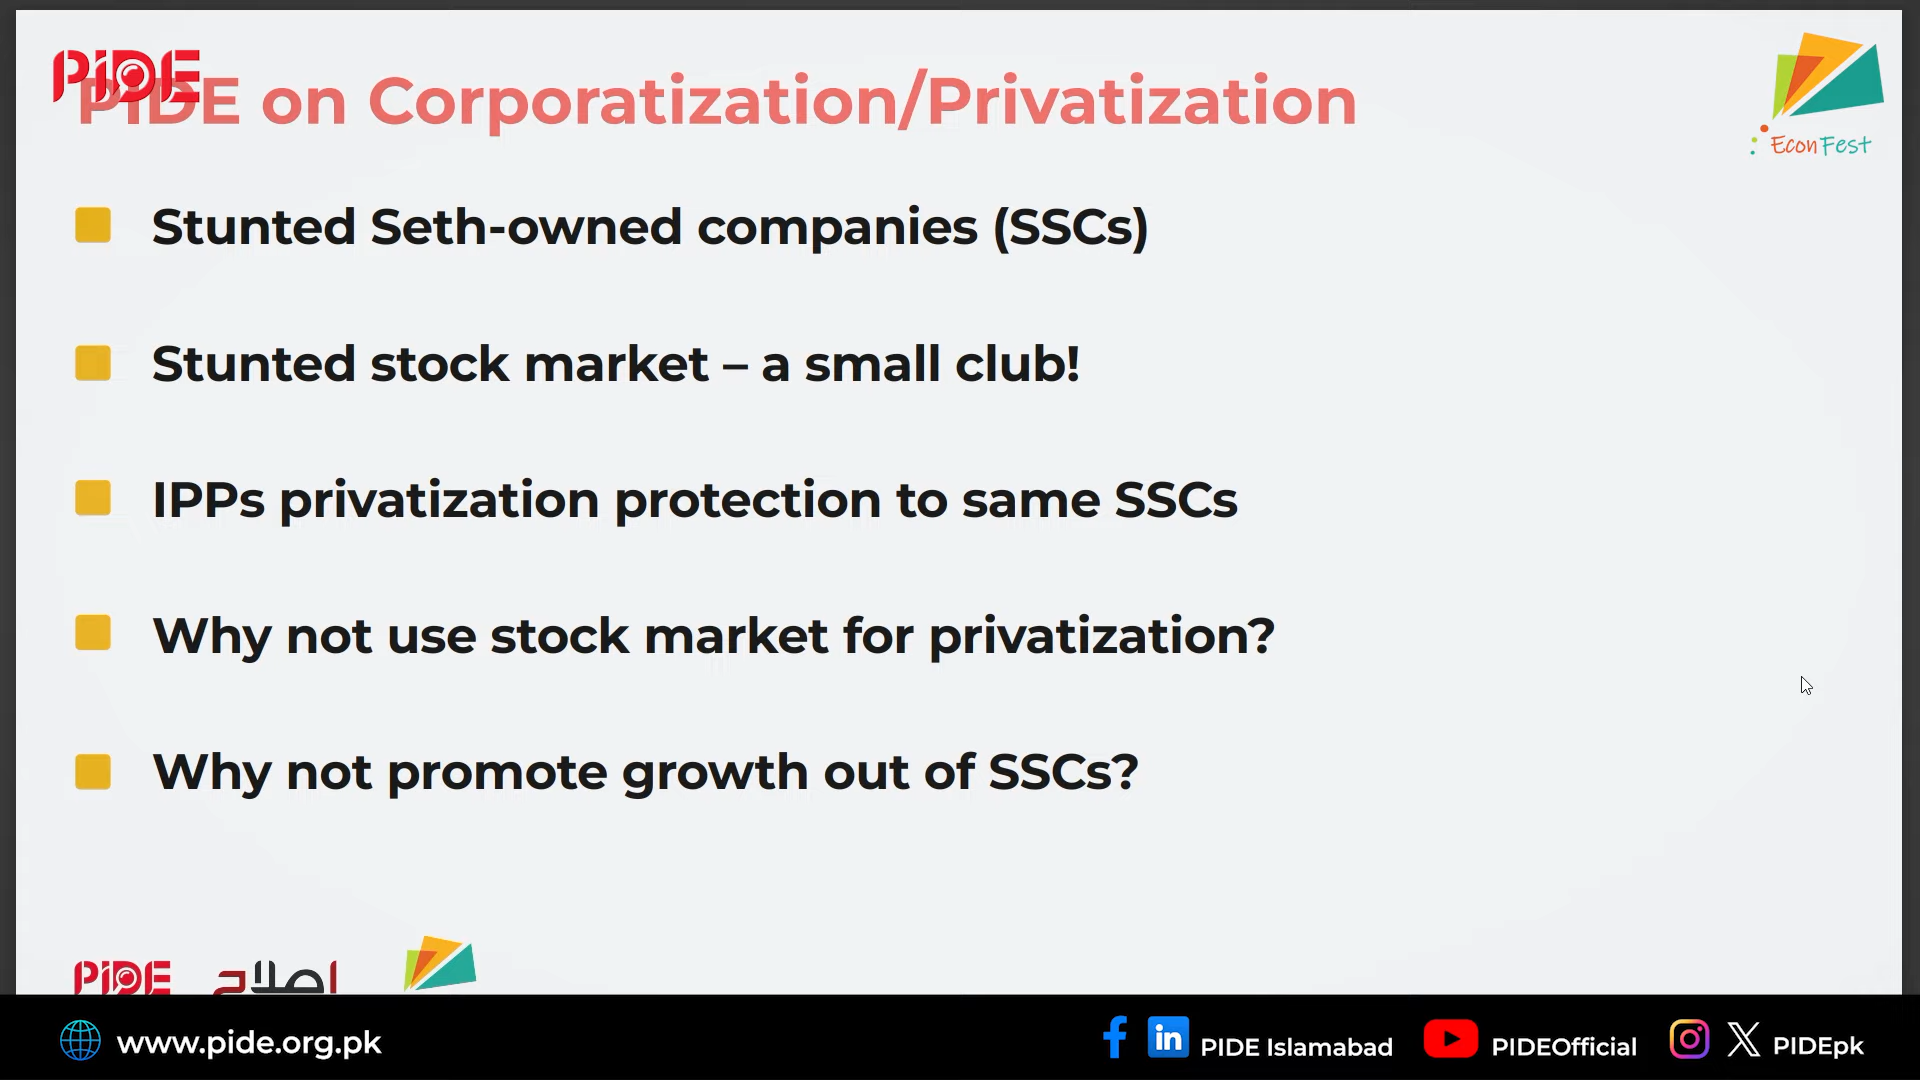 PIDE
PIDE on Corporatization/Privatization
EconFest
Stunted Seth-owned companies (SSCs)
Stunted stock market – a small club!
IPPs privatization protection to same SSCs
Why not use stock market for privatization?
Why not promote growth out of SSCs?
PIDE اصلاح
www.pide.org.pk
PIDE Islamabad
PIDEOfficial
PIDEpk